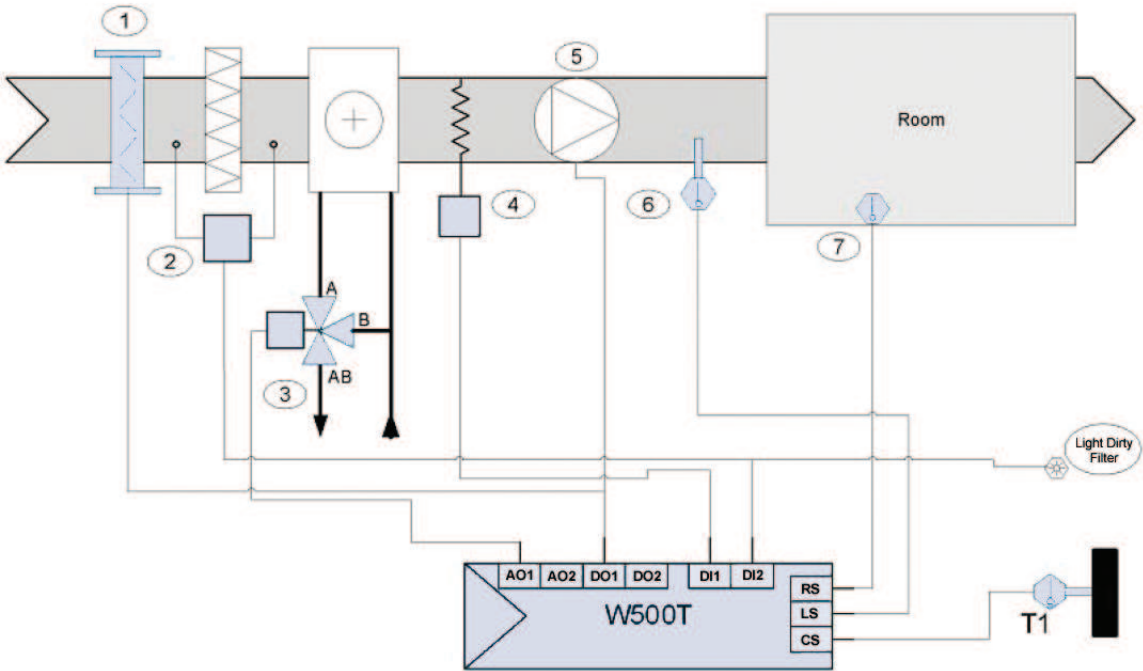 1
5
Room
4
6
7
2
A
B
AB
3
Light Dirty
Filter
AO1 AO2 DO1 DO2 DI1 DI2
RS
W500T
LS
T1
CS